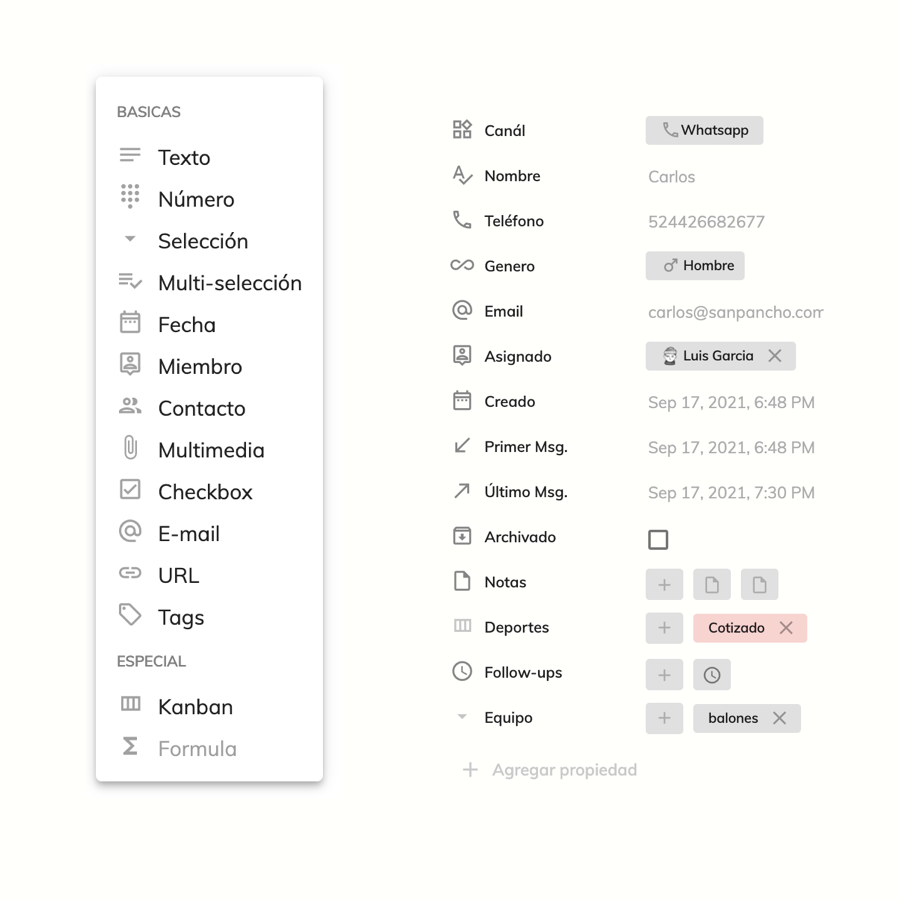 BASICAS
Texto
Número
Selección
Multi-selección
Fecha
Miembro
Contacto
Multimedia
Checkbox
E-mail
URL
Tags
ESPECIAL
Kanban
Formula
Canál Whatsapp
Nombre Carlos
Teléfono 524426682677
Genero Hombre
Email carlos@sanpancho.com
Asignado Luis Garcia
Creado Sep 17, 2021, 6:48 PM
Primer Msg. Sep 17, 2021, 6:48 PM
Último Msg. Sep 17, 2021, 7:30 PM
Archivado
Notas
Deportes Cotizado
Follow-ups
Equipo balones
Agregar propiedad